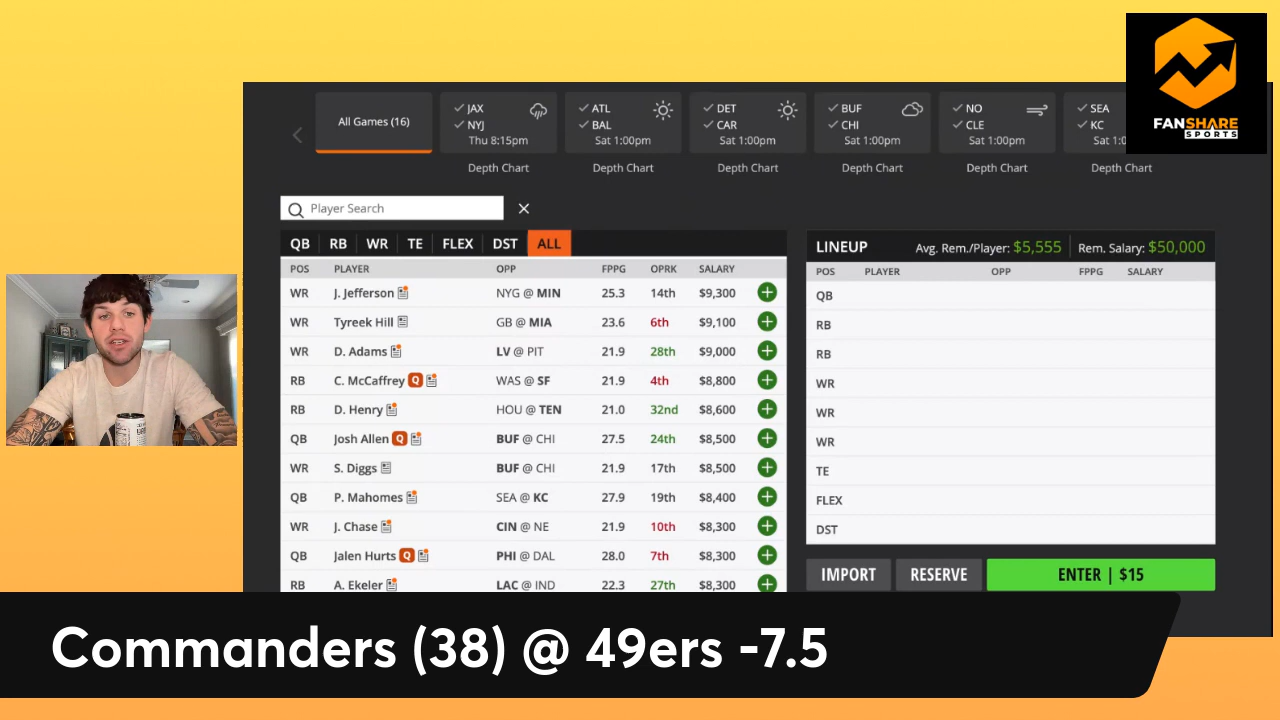 FANSHARE
SPORTS
All Games (16)
JAX
NYJ
Thu 8:15pm
ATL
BAL
Sat 1:00pm
DET
CAR
Sat 1:00pm
BUF
CHI
Sat 1:00pm
NO
CLE
Sat 1:00pm
SEA
KC
Sat 1:0
Depth Chart Depth Chart Depth Chart Depth Chart Depth Chart Depth Chart
Player Search
QB RB WR TE FLEX DST ALL
POS PLAYER OPP FPPG OPRK SALARY
WR J. Jefferson NYG @ MIN 25.3 14th $9,300
WR Tyreek Hill GB @ MIA 23.6 6th $9,100
WR D. Adams LV @ PIT 21.9 28th $9,000
RB C. McCaffrey Q WAS @ SF 21.9 4th $8,800
RB D. Henry HOU @ TEN 21.0 32nd $8,600
QB Josh Allen Q BUF @ CHI 27.5 24th $8,500
WR S. Diggs BUF @ CHI 21.9 17th $8,500
QB P. Mahomes SEA @ KC 27.9 19th $8,400
WR J. Chase CIN @ NE 21.9 10th $8,300
QB Jalen Hurts Q PHI @ DAL 28.0 7th $8,300
RB A. Ekeler LAC @ IND 22.3 27th $8,300
LINEUP Avg. Rem./Player: $5,555 Rem. Salary: $50,000
POS PLAYER OPP FPPG SALARY
QB
RB
RB
WR
WR
WR
TE
FLEX
DST
IMPORT RESERVE ENTER | $15
Commanders (38) @ 49ers -7.5